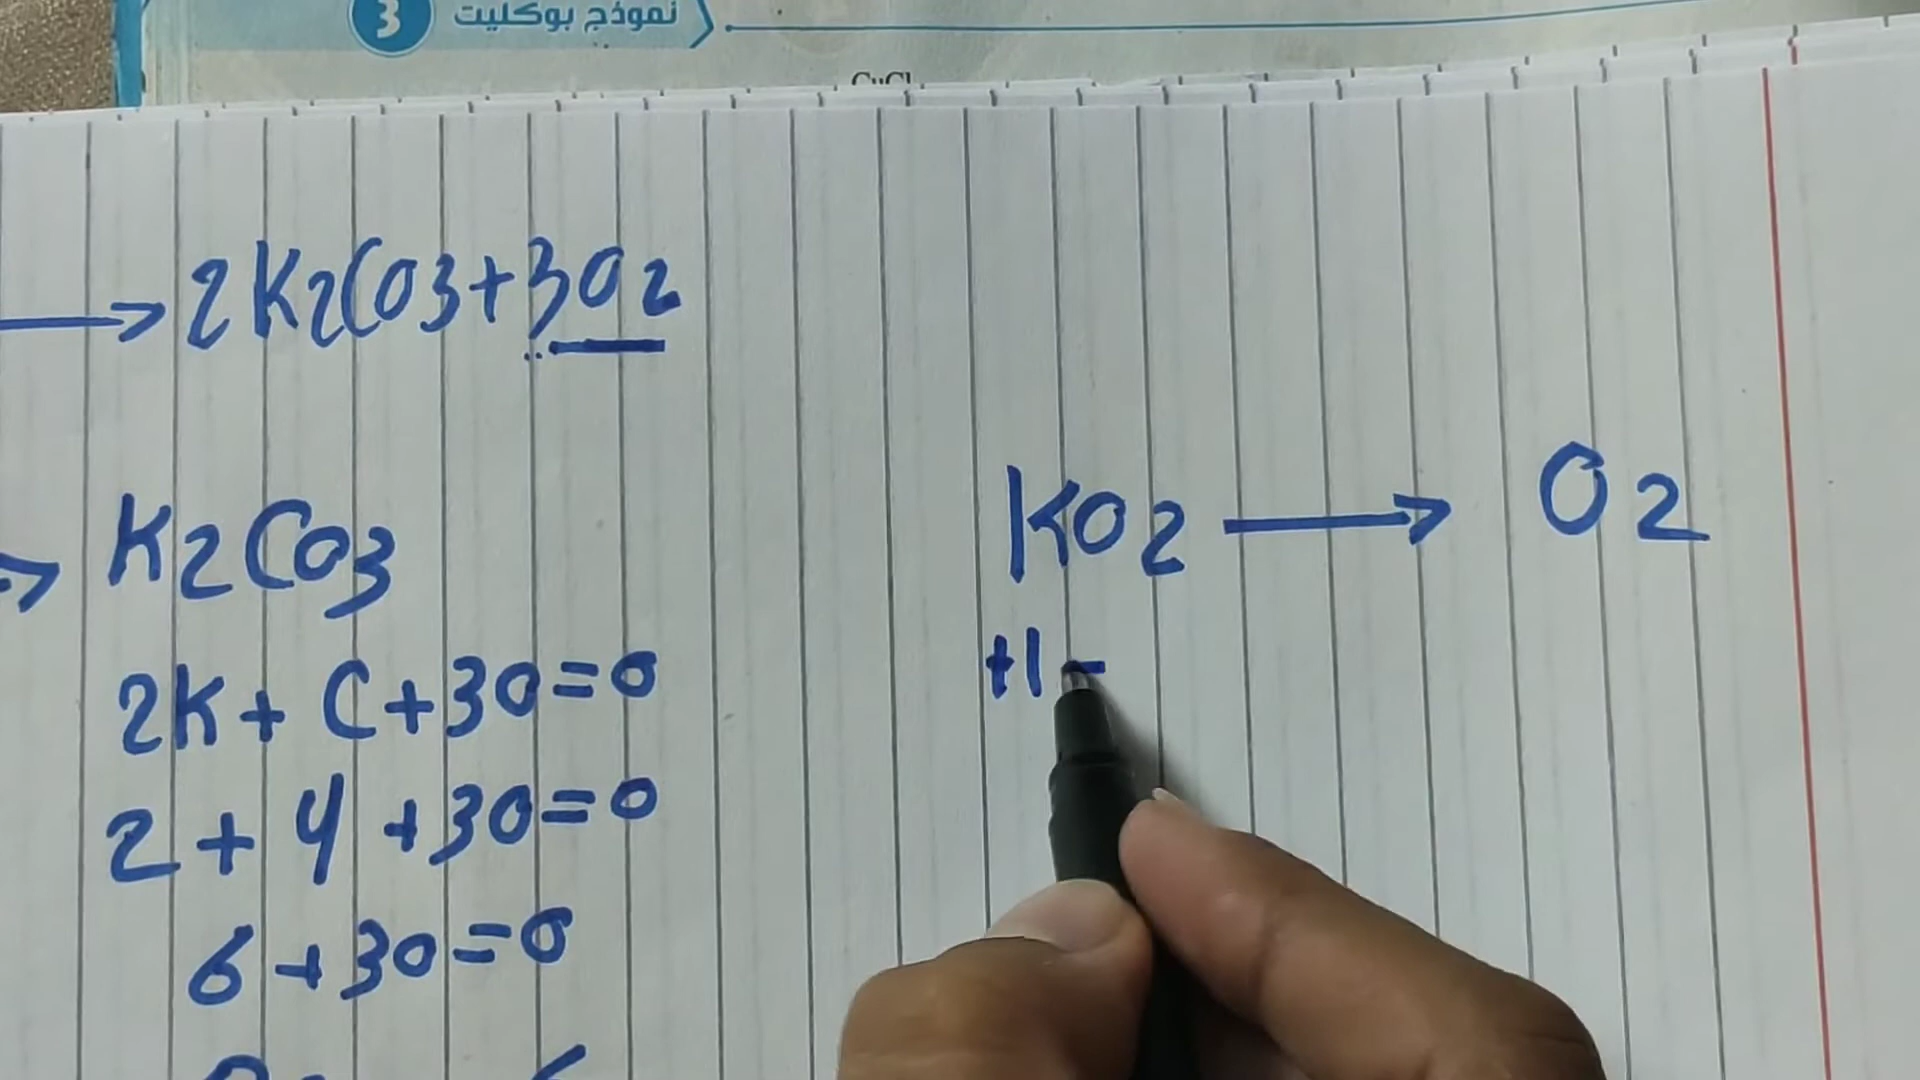 3 نموذج بوكليت
CuCl
→ 2K2CO3+3O2
→ K2CO3
2K+C+3O=0
2+4+3O=0
6+3O=0
KO2 → O2
+1 -